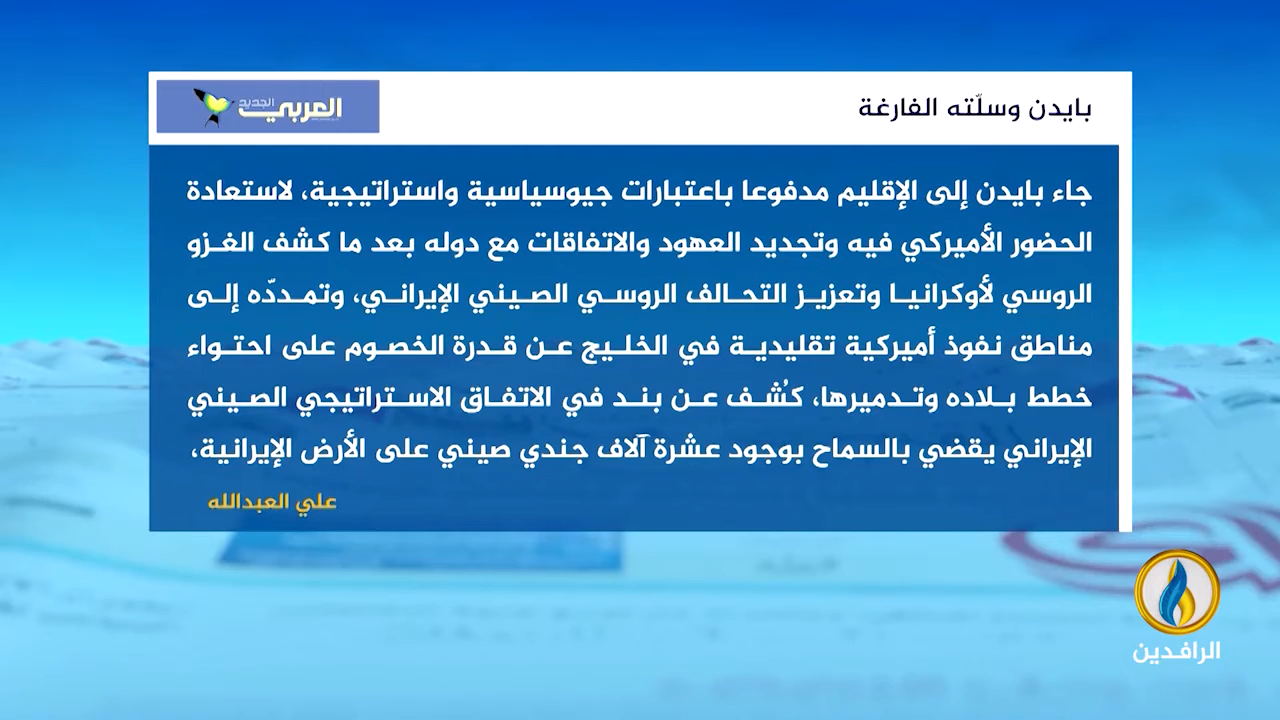 بايدن وسلّته الفارغة
العربي الجديد
جاء بايدن إلى الإقليم مدفوعا باعتبارات جيوسياسية واستراتيجية، لاستعادة
الحضور الأميركي فيه وتجديد العهود والاتفاقات مع دوله بعد ما كشف الغزو
الروسي لأوكرانيا وتعزيز التحالف الروسي الصيني الإيراني، وتمددّه إلى
مناطق نفوذ أميركية تقليدية في الخليج عن قدرة الخصوم على احتواء
خطط بلاده وتدميرها، كُشف عن بند في الاتفاق الاستراتيجي الصيني
الإيراني يقضي بالسماح بوجود عشرة آلاف جندي صيني على الأرض الإيرانية،
علي العبدالله
الرافدين